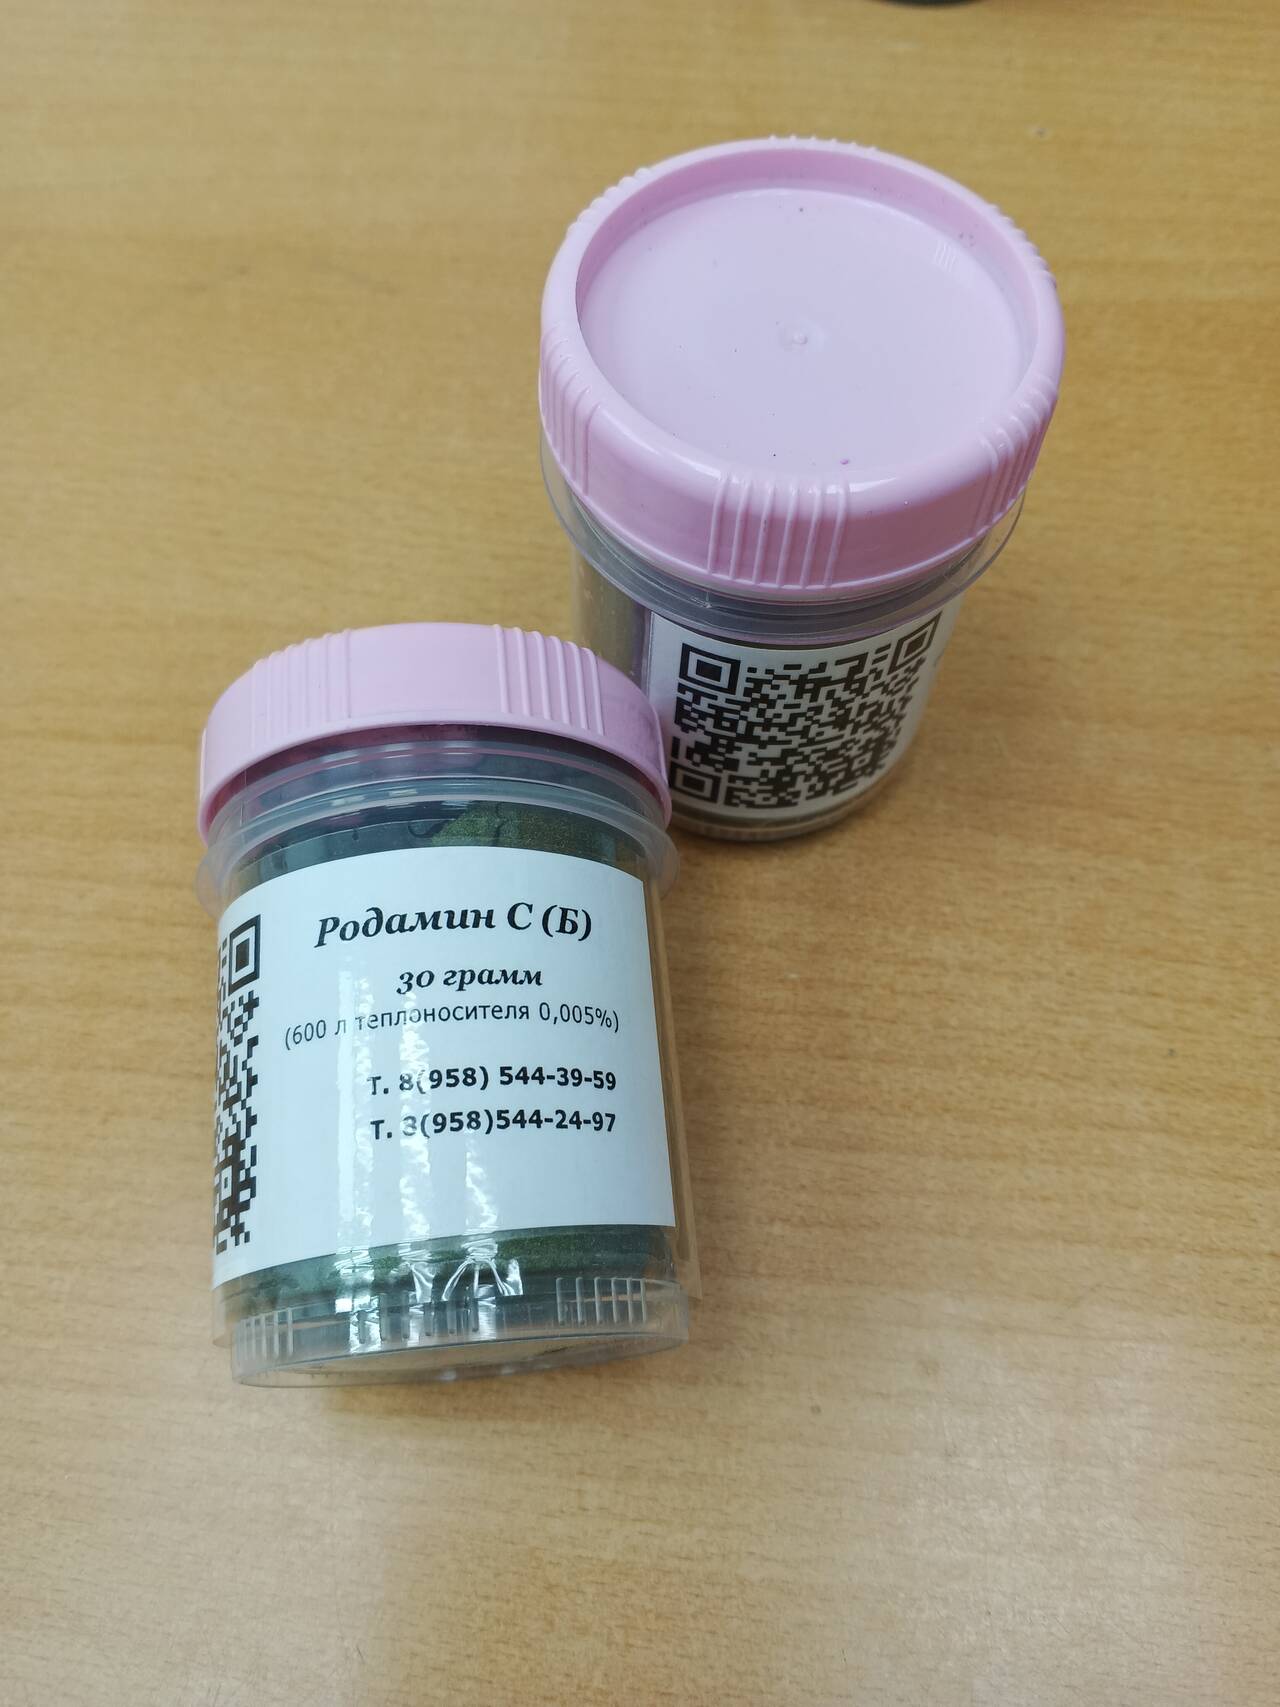 Родамин С (Б)
30 грамм
(600 л теплоносителя 0,005%)
т. 8(958) 544-39-59
т. 8(958)544-24-97